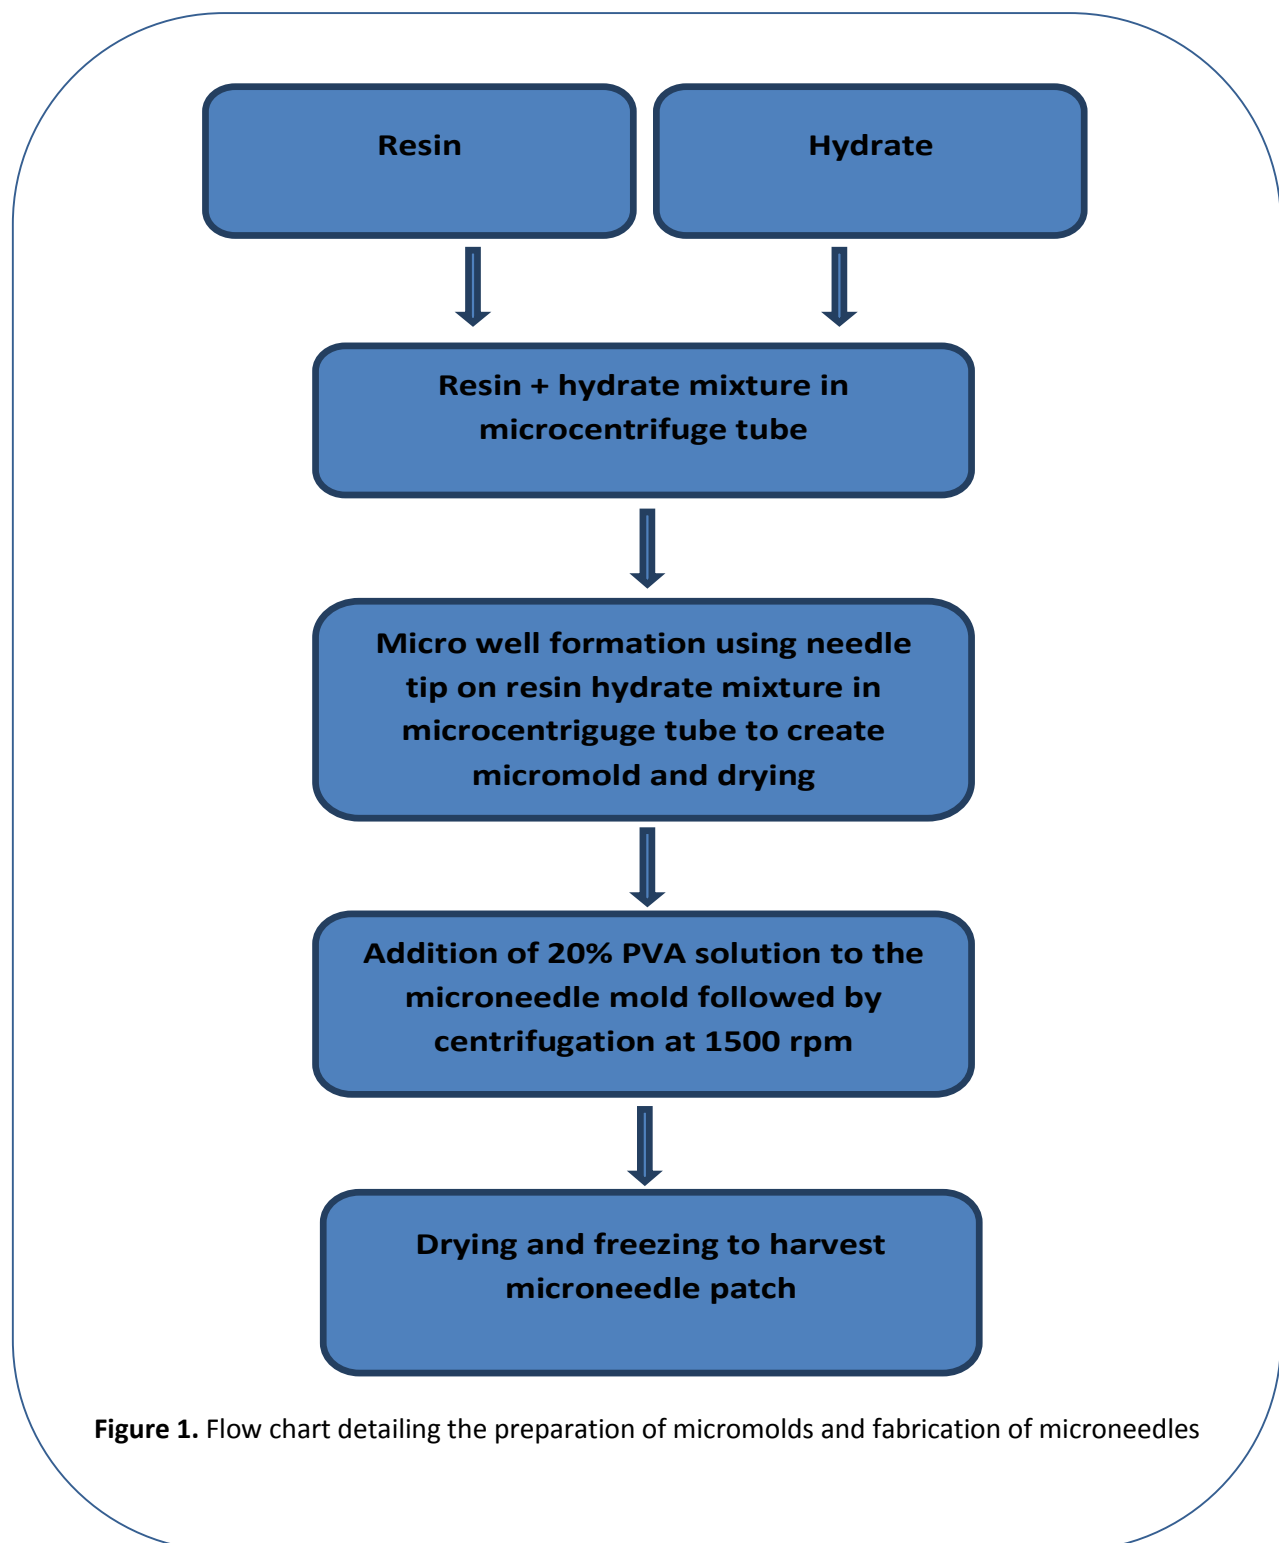 Resin
Hydrate
Resin + hydrate mixture in
microcentrifuge tube
Micro well formation using needle
tip on resin hydrate mixture in
microcentriguge tube to create
micromold and drying
Addition of 20% PVA solution to the
microneedle mold followed by
centrifugation at 1500 rpm
Drying and freezing to harvest
microneedle patch
Figure 1. Flow chart detailing the preparation of micromolds and fabrication of microneedles